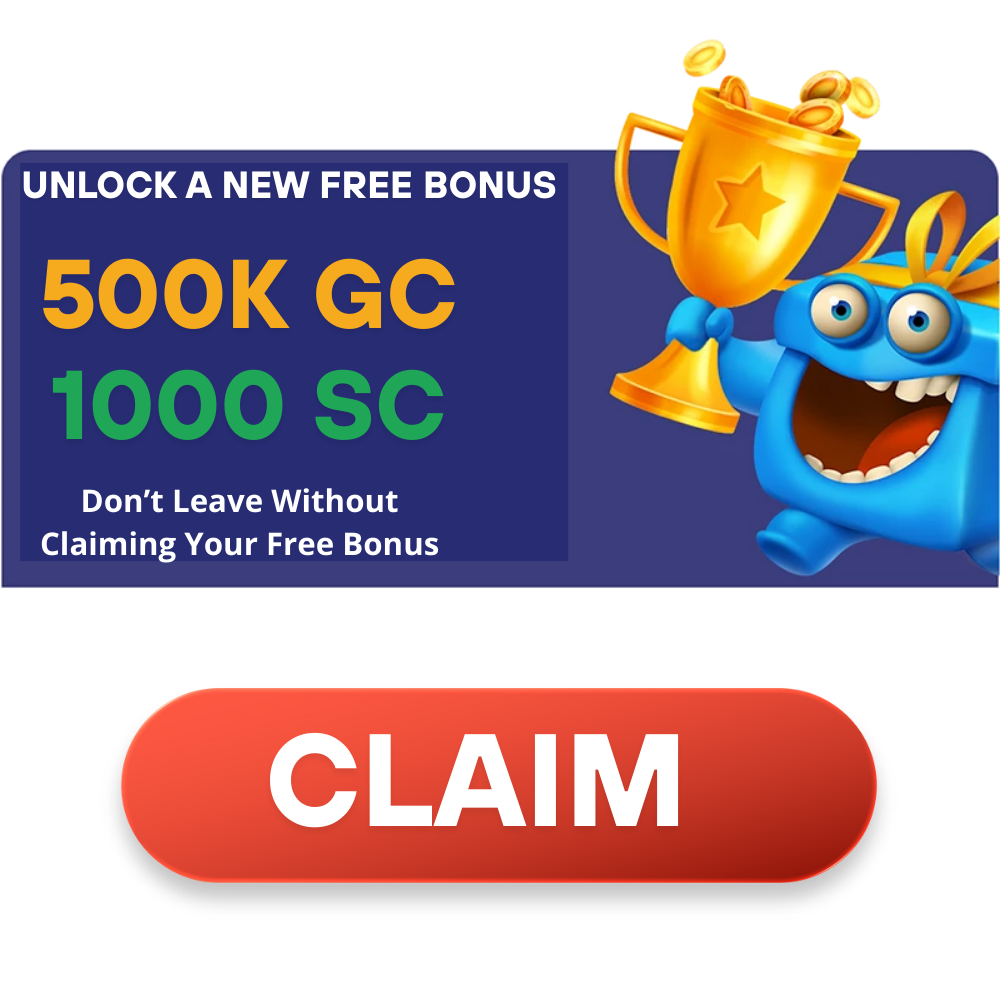 UNLOCK A NEW FREE BONUS
500K GC
1000 SC
Don’t Leave Without
Claiming Your Free Bonus
CLAIM